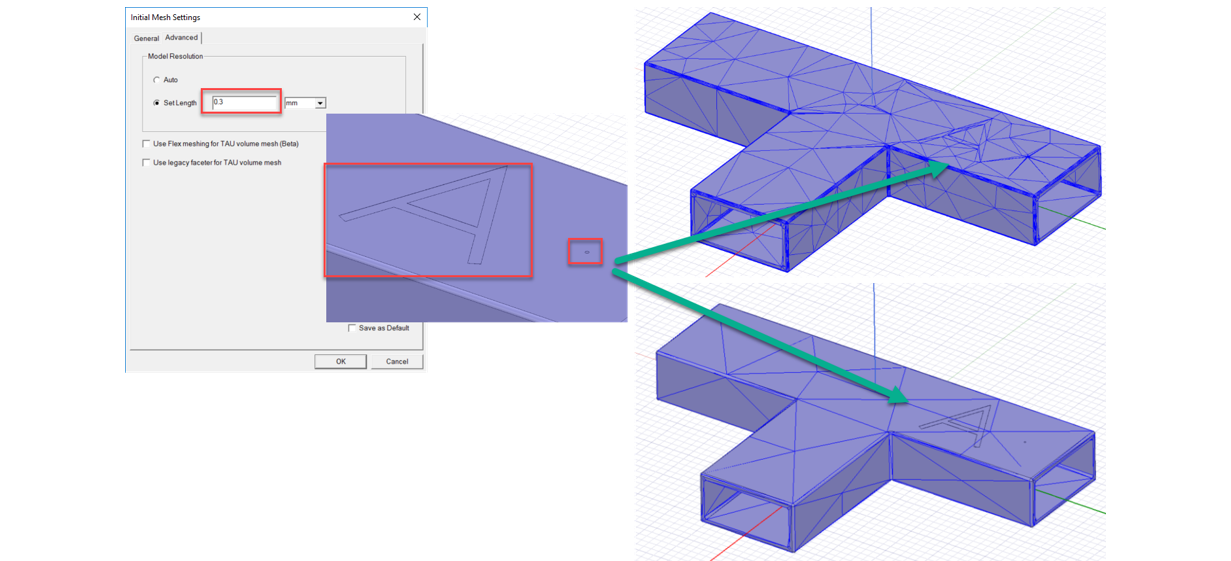 Initial Mesh Settings
General Advanced
Model Resolution
Auto
Set Length 0.3 mm
Use Flex meshing for TAU volume mesh (Beta)
Use legacy faceter for TAU volume mesh
A
A
A
Save as Default
OK Cancel